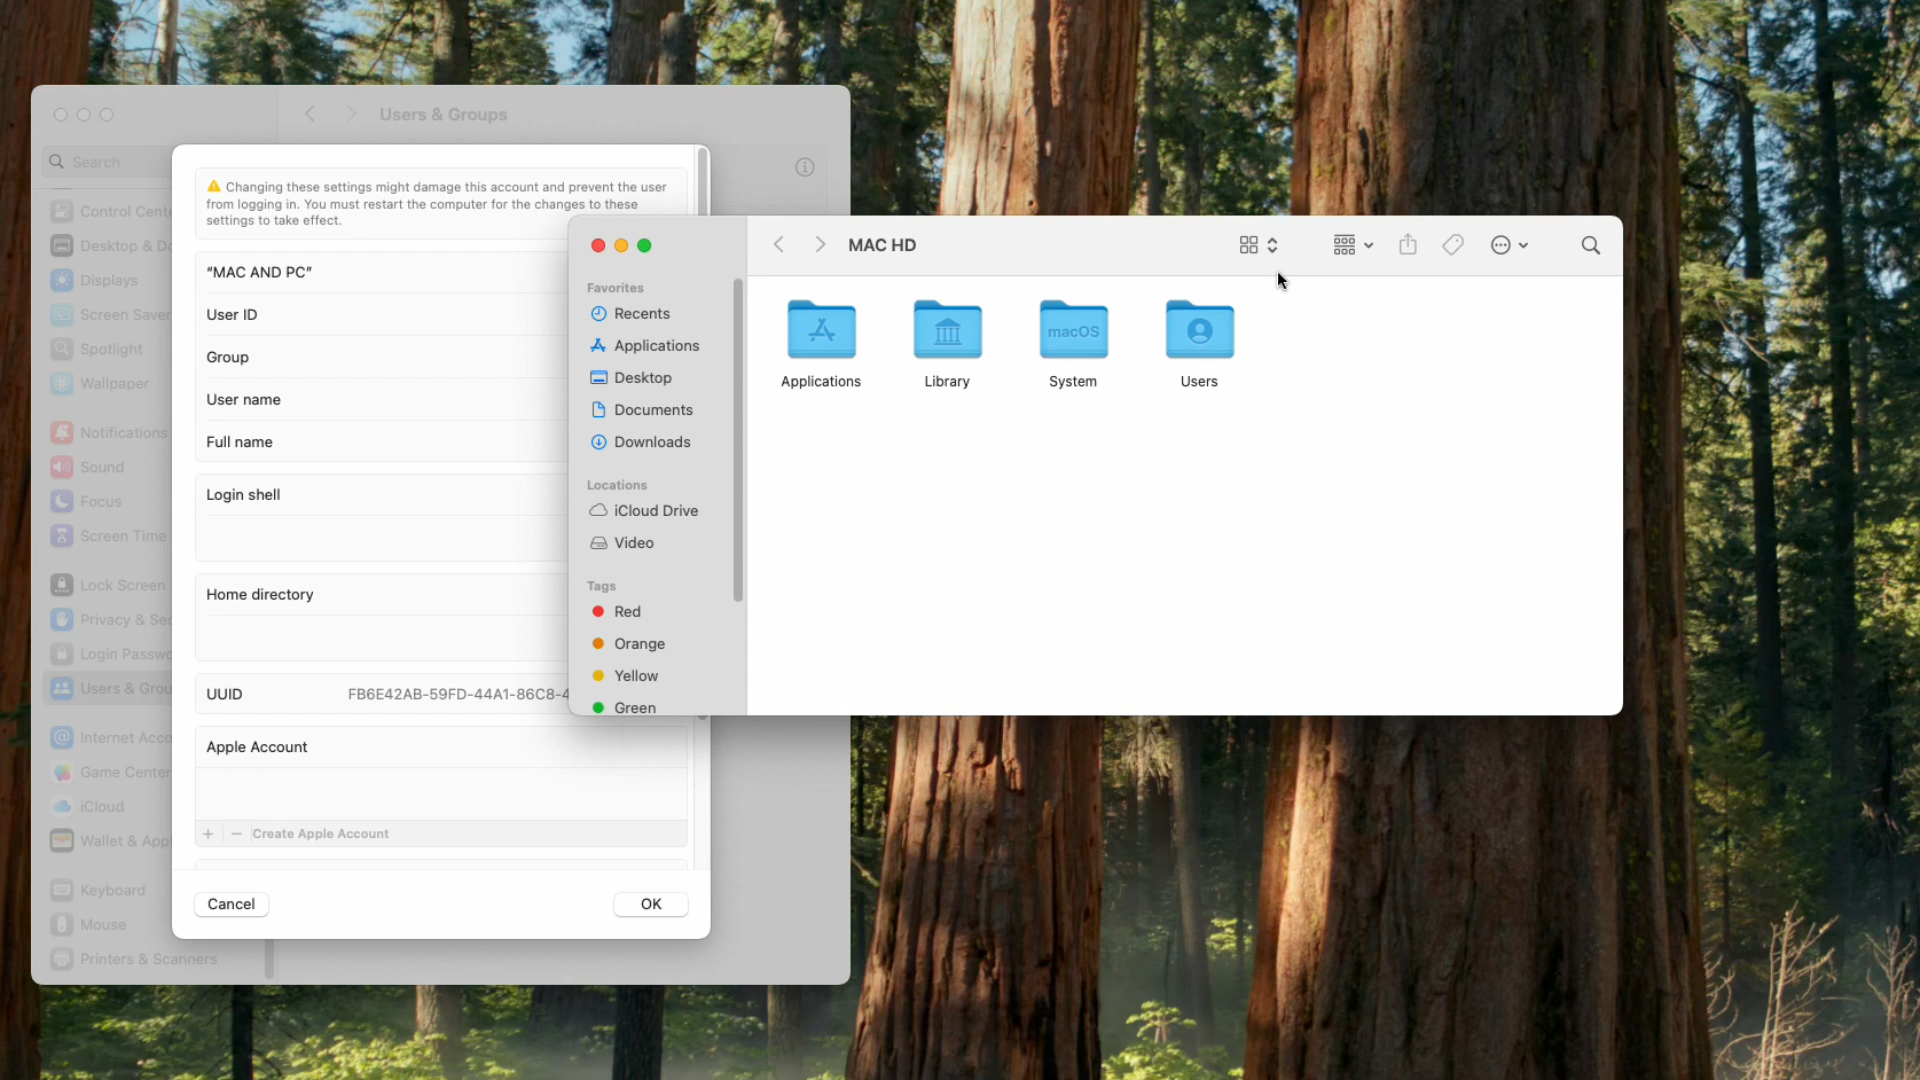 Users & Groups
Search
Control Cente
Desktop & Do
Displays
Screen Saver
Spotlight
Wallpaper
Notifications
Sound
Focus
Screen Time
Lock Screen
Privacy & Sec
Login Passwo
Users & Grou
Internet Acco
Game Center
iCloud
Wallet & Appl
Keyboard
Mouse
Printers & Scanners
Changing these settings might damage this account and prevent the user
from logging in. You must restart the computer for the changes to these
settings to take effect.
“MAC AND PC”
User ID
Group
User name
Full name
Login shell
Home directory
UUID FB6E42AB-59FD-44A1-86C8-4
Apple Account
+ − Create Apple Account
Cancel
OK
MAC HD
Favorites
Recents
Applications
Desktop
Documents
Downloads
Locations
iCloud Drive
Video
Tags
Red
Orange
Yellow
Green
macOS
Applications
Library
System
Users